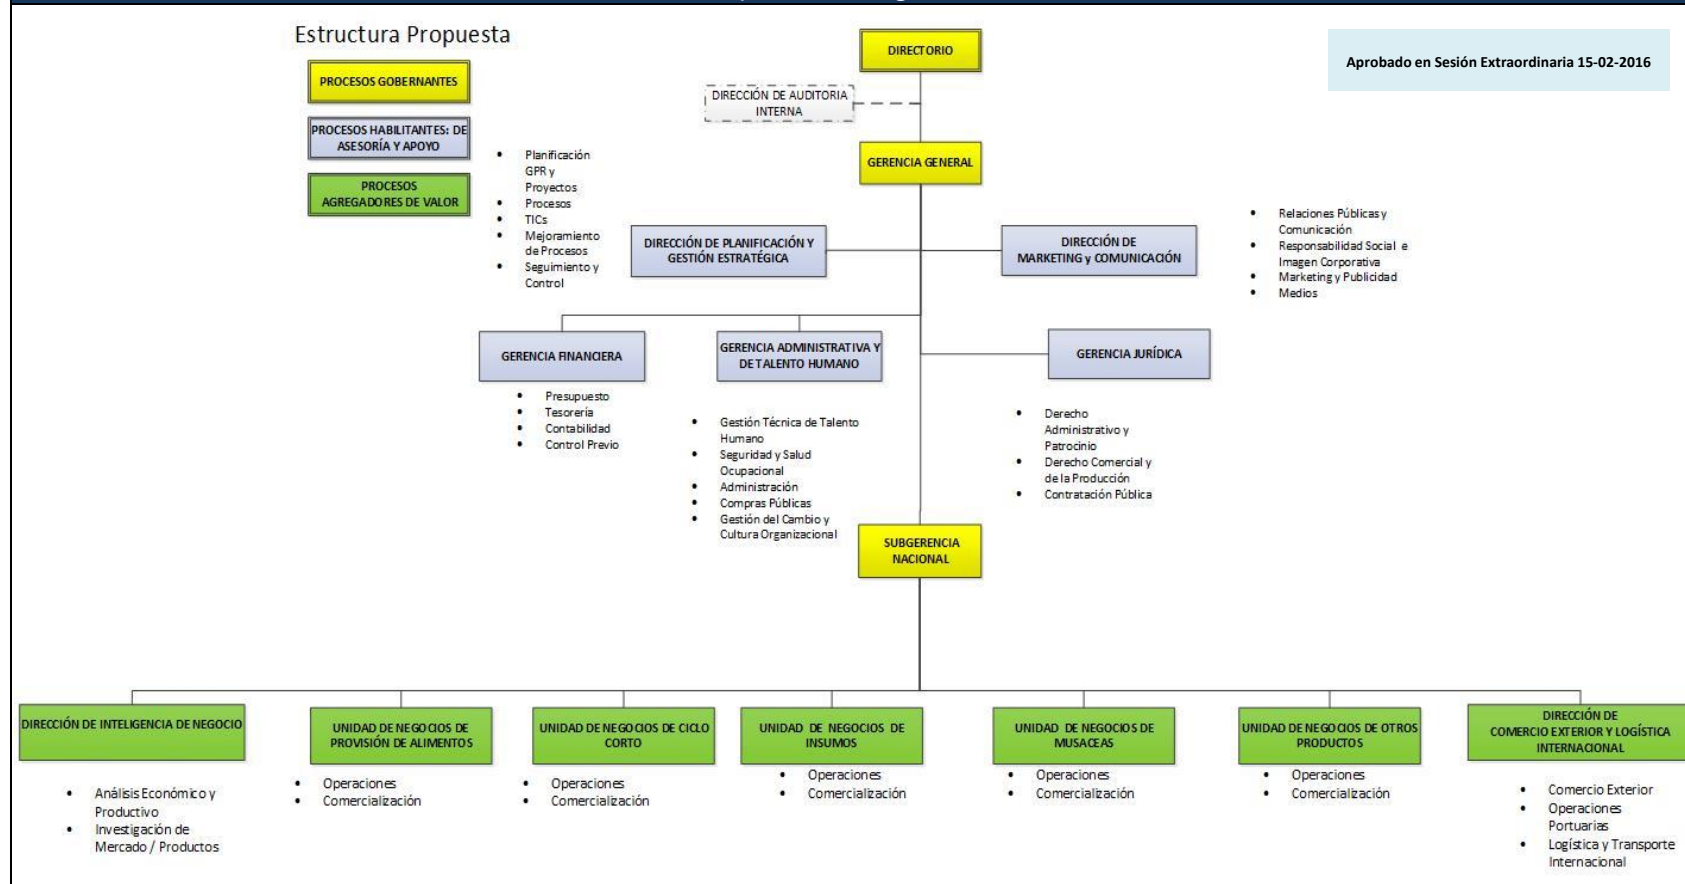 Estructura Propuesta
DIRECTORIO
Aprobado en Sesión Extraordinaria 15-02-2016
PROCESOS GOBERNANTES
DIRECCIÓN DE AUDITORIA
INTERNA
PROCESOS HABILITANTES: DE
ASESORÍA Y APOYO
GERENCIA GENERAL
PROCESOS
AGREGADORES DE VALOR
• Planificación
GPR y
Proyectos
• Procesos
• TICs
• Mejoramiento
de Procesos
• Seguimiento y
Control
DIRECCIÓN DE PLANIFICACIÓN Y
GESTIÓN ESTRATÉGICA
DIRECCIÓN DE
MARKETING y COMUNICACIÓN
• Relaciones Públicas y
Comunicación
• Responsabilidad Social e
Imagen Corporativa
• Marketing y Publicidad
• Medios
GERENCIA FINANCIERA
GERENCIA ADMINISTRATIVA Y
DE TALENTO HUMANO
GERENCIA JURÍDICA
• Presupuesto
• Tesorería
• Contabilidad
• Control Previo
• Gestión Técnica de Talento
Humano
• Seguridad y Salud
Ocupacional
• Administración
• Compras Públicas
• Gestión del Cambio y
Cultura Organizacional
• Derecho
Administrativo y
Patrocinio
• Derecho Comercial y
de la Producción
• Contratación Pública
SUBGERENCIA
NACIONAL
DIRECCIÓN DE INTELIGENCIA DE NEGOCIO
UNIDAD DE NEGOCIOS DE
PROVISIÓN DE ALIMENTOS
UNIDAD DE NEGOCIOS DE CICLO
CORTO
UNIDAD DE NEGOCIOS DE
INSUMOS
UNIDAD DE NEGOCIOS DE
MUSACEAS
UNIDAD DE NEGOCIOS DE OTROS
PRODUCTOS
DIRECCIÓN DE
COMERCIO EXTERIOR Y LOGÍSTICA
INTERNACIONAL
• Análisis Económico y
Productivo
• Investigación de
Mercado / Productos
• Operaciones
• Comercialización
• Operaciones
• Comercialización
• Operaciones
• Comercialización
• Operaciones
• Comercialización
• Operaciones
• Comercialización
• Comercio Exterior
• Operaciones
Portuarias
• Logística y Transporte
Internacional